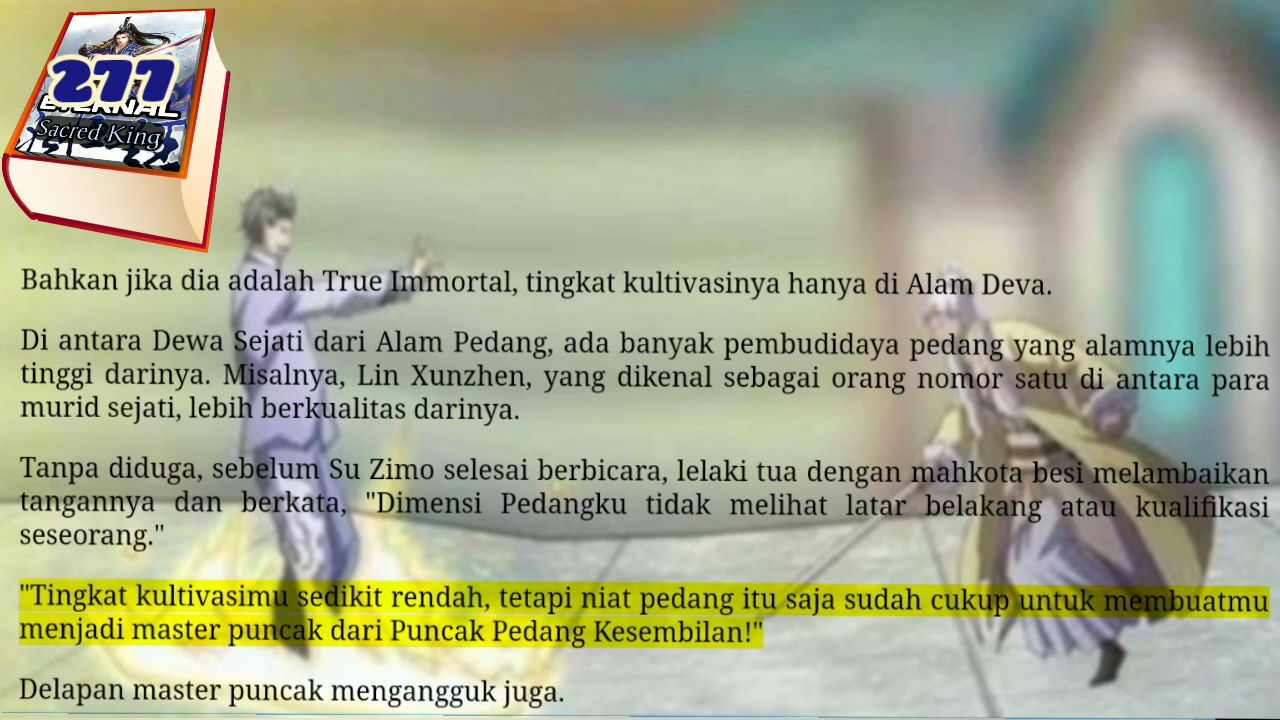 277
ETERNAL
Sacred King
Bahkan jika dia adalah True Immortal, tingkat kultivasinya hanya di Alam Deva.
Di antara Dewa Sejati dari Alam Pedang, ada banyak pembudidaya pedang yang alamnya lebih
tinggi darinya. Misalnya, Lin Xunzhen, yang dikenal sebagai orang nomor satu di antara para
murid sejati, lebih berkualitas darinya.
Tanpa diduga, sebelum Su Zimo selesai berbicara, lelaki tua dengan mahkota besi melambaikan
tangannya dan berkata, "Dimensi Pedangku tidak melihat latar belakang atau kualifikasi
seseorang."
"Tingkat kultivasimu sedikit rendah, tetapi niat pedang itu saja sudah cukup untuk membuatmu
menjadi master puncak dari Puncak Pedang Kesembilan!"
Delapan master puncak mengangguk juga.